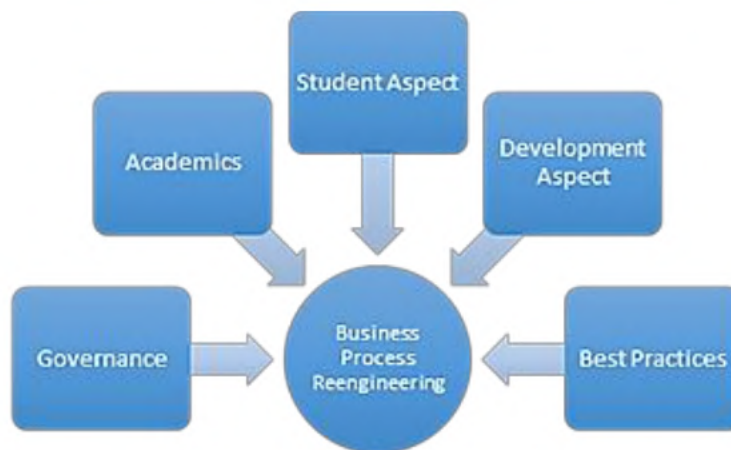 Student Aspect
Academics
Development
Aspect
Governance
Business
Process
Reengineering
Best Practices